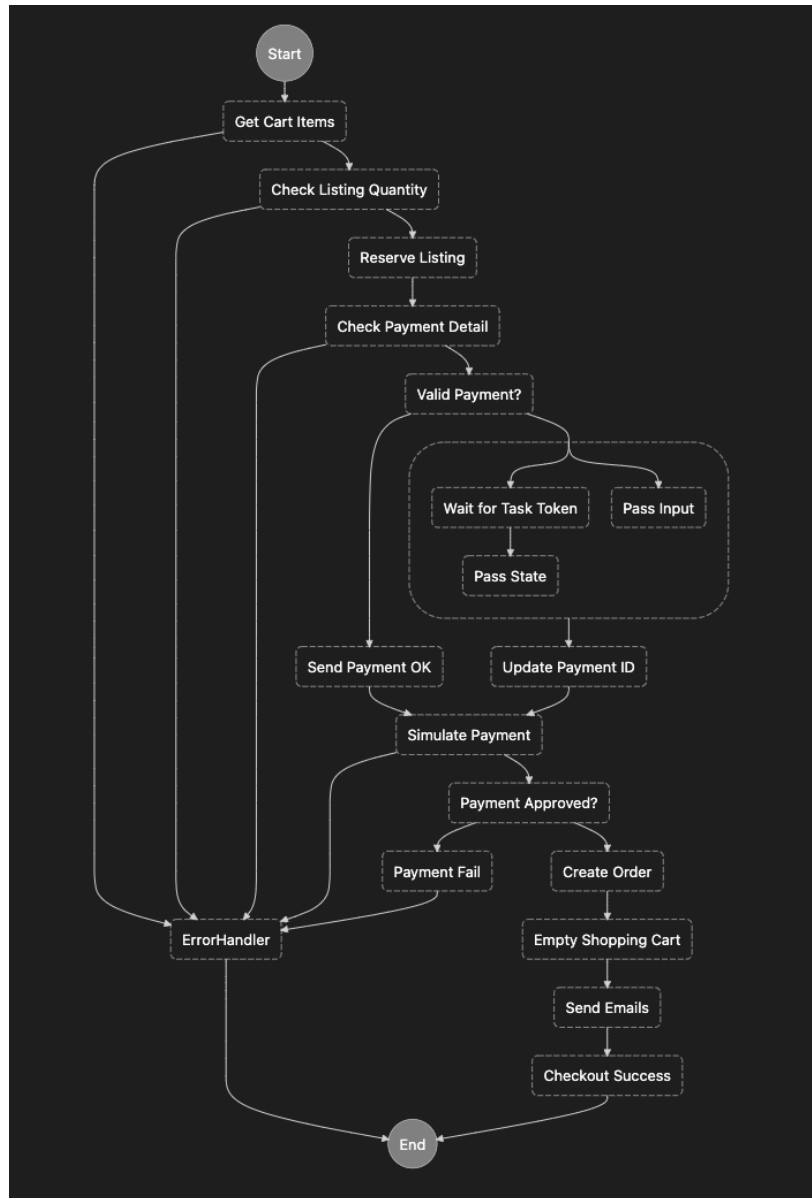 Start
Get Cart Items
Check Listing Quantity
Reserve Listing
Check Payment Detail
Valid Payment?
Wait for Task Token
Pass Input
Pass State
Send Payment OK
Update Payment ID
Simulate Payment
Payment Approved?
Payment Fail
Create Order
ErrorHandler
Empty Shopping Cart
Send Emails
Checkout Success
End